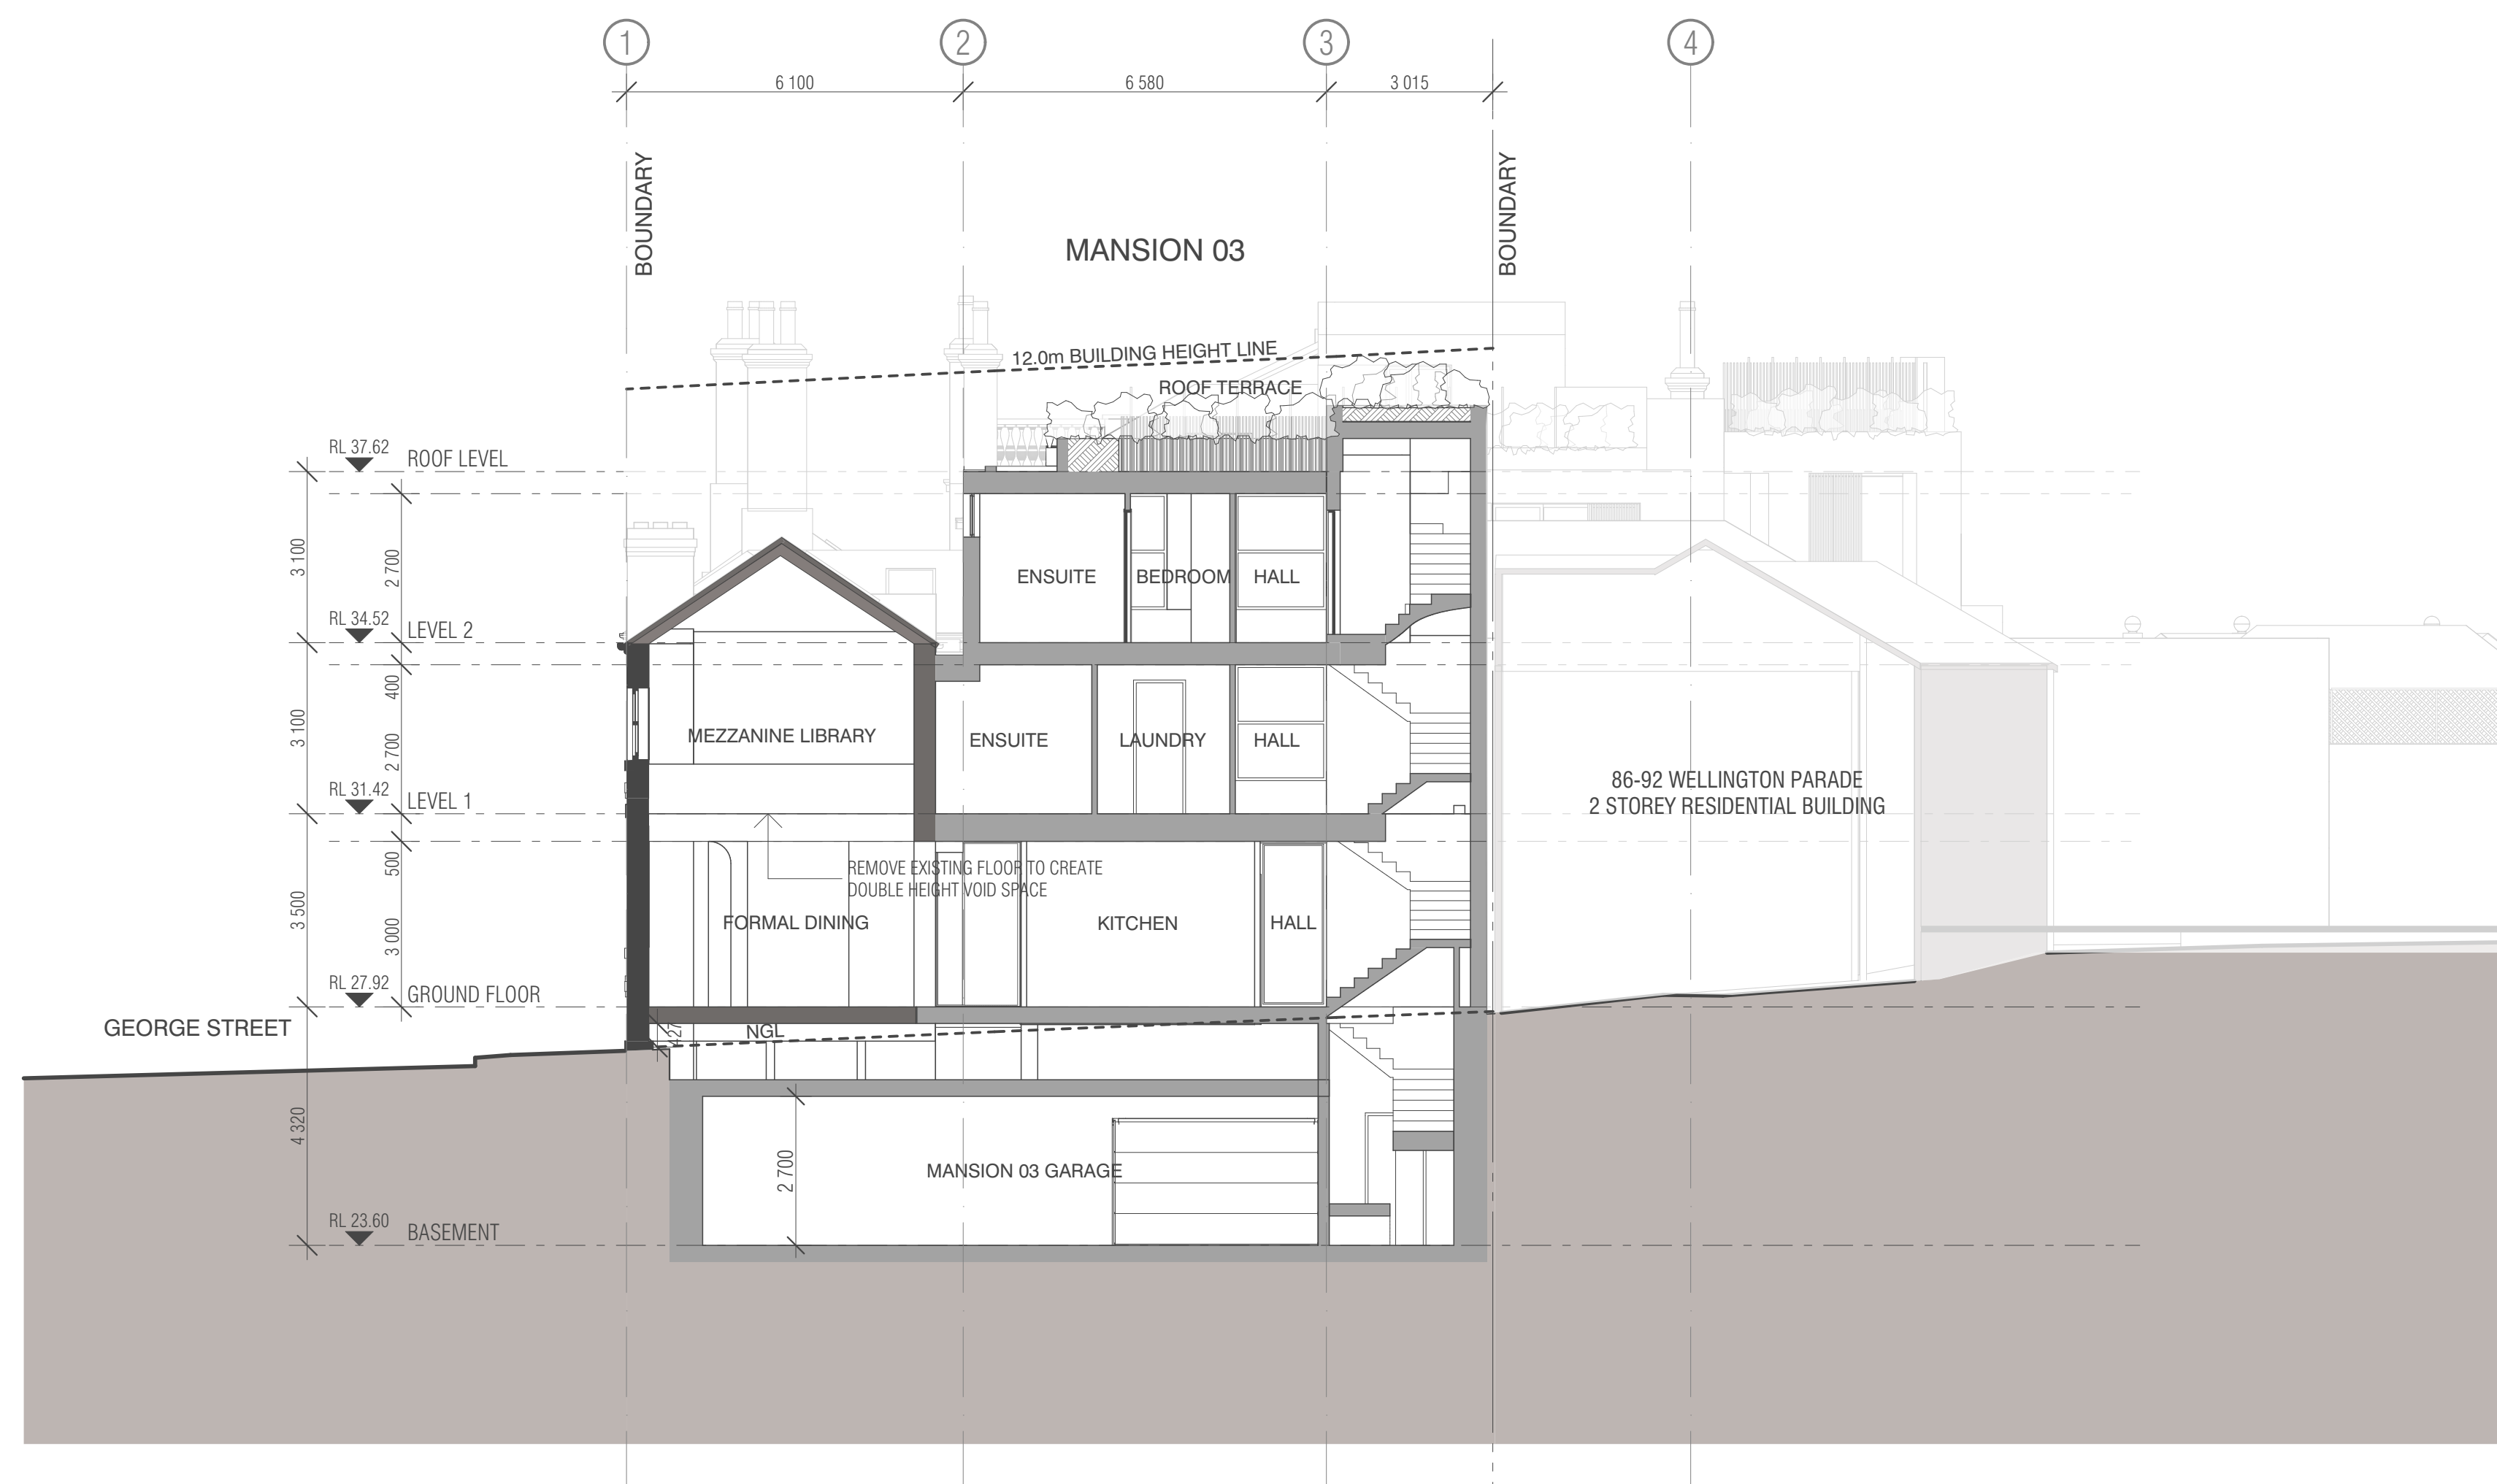 1
2
3
4
6 100
6 580
3 015
BOUNDARY
BOUNDARY
MANSION 03
12.0m BUILDING HEIGHT LINE
ROOF TERRACE
RL 37.62
ROOF LEVEL
3 100
2 700
ENSUITE
BEDROOM
HALL
RL 34.52
LEVEL 2
400
3 100
2 700
MEZZANINE LIBRARY
ENSUITE
LAUNDRY
HALL
86-92 WELLINGTON PARADE
2 STOREY RESIDENTIAL BUILDING
RL 31.42
LEVEL 1
500
REMOVE EXISTING FLOOR TO CREATE
DOUBLE HEIGHT VOID SPACE
3 500
3 000
FORMAL DINING
KITCHEN
HALL
RL 27.92
GROUND FLOOR
GEORGE STREET
427
NGL
4 320
2 700
MANSION 03 GARAGE
RL 23.60
BASEMENT